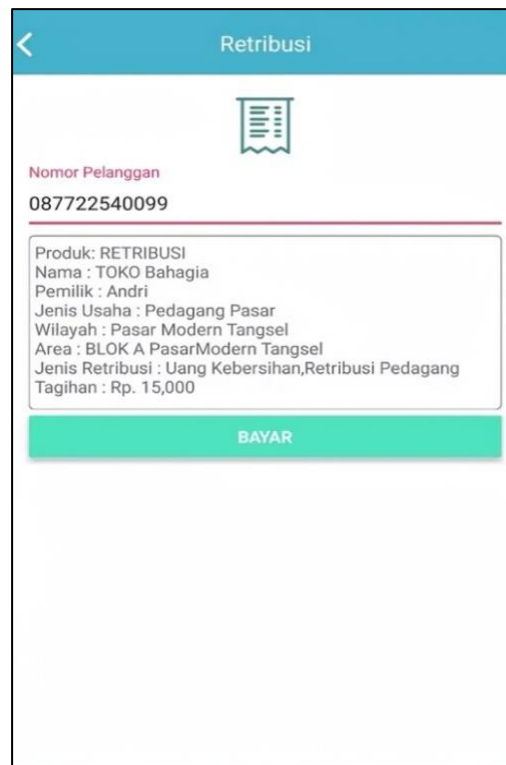 Retribusi
Nomor Pelanggan
087722540099
Produk: RETRIBUSI
Nama : TOKO Bahagia
Pemilik : Andri
Jenis Usaha : Pedagang Pasar
Wilayah : Pasar Modern Tangsel
Area : BLOK A PasarModern Tangsel
Jenis Retribusi : Uang Kebersihan,Retribusi Pedagang
Tagihan : Rp. 15,000
BAYAR